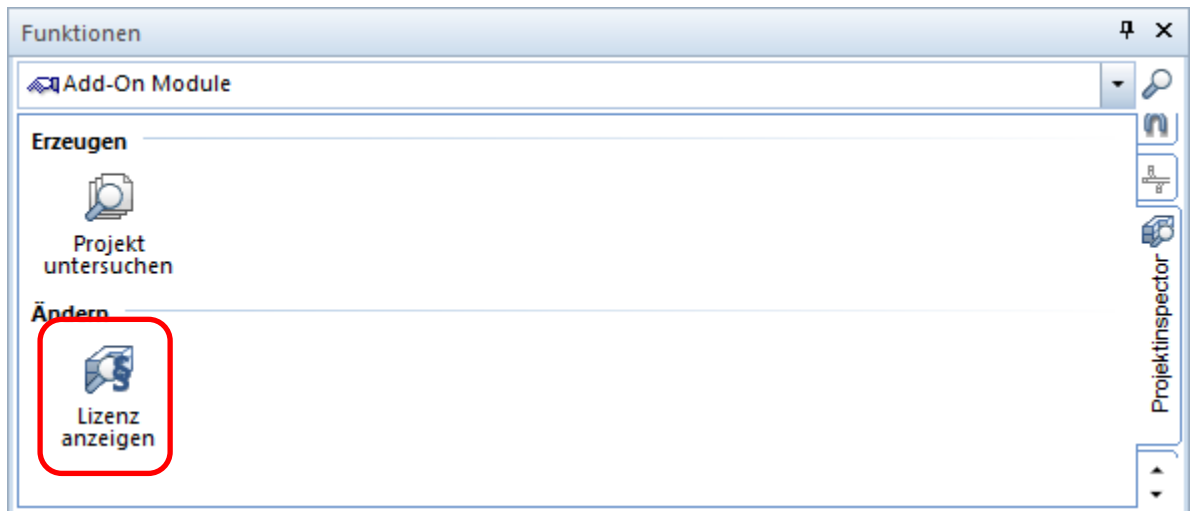 Funktionen
Add-On Module
Erzeugen
Projekt
untersuchen
Ändern
Lizenz
anzeigen
Projektinspector